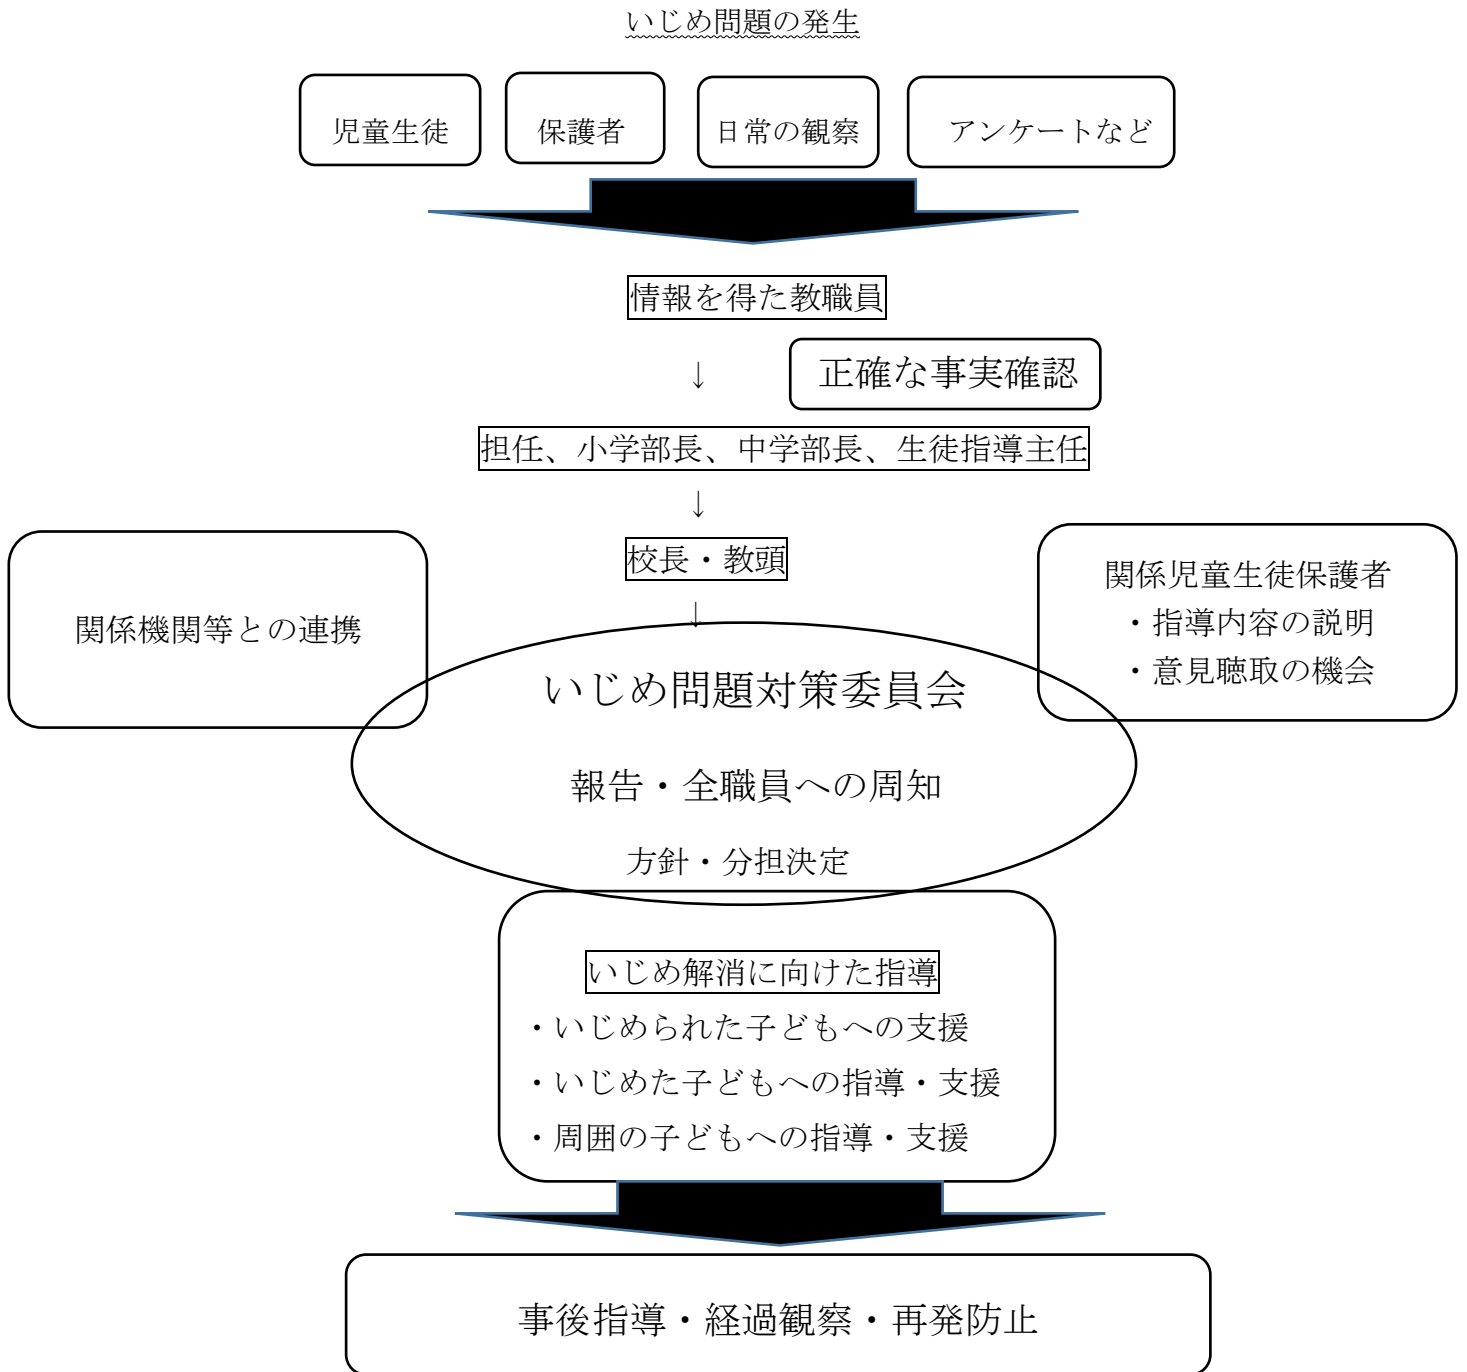 いじめ問題の発生
児童生徒
保護者
日常の観察
アンケートなど
情報を得た教職員
↓
正確な事実確認
担任、小学部長、中学部長、生徒指導主任
↓
校長・教頭
↓
関係機関等との連携
関係児童生徒保護者
・指導内容の説明
・意見聴取の機会
いじめ問題対策委員会
報告・全職員への周知
方針・分担決定
いじめ解消に向けた指導
・いじめられた子どもへの支援
・いじめた子どもへの指導・支援
・周囲の子どもへの指導・支援
事後指導・経過観察・再発防止